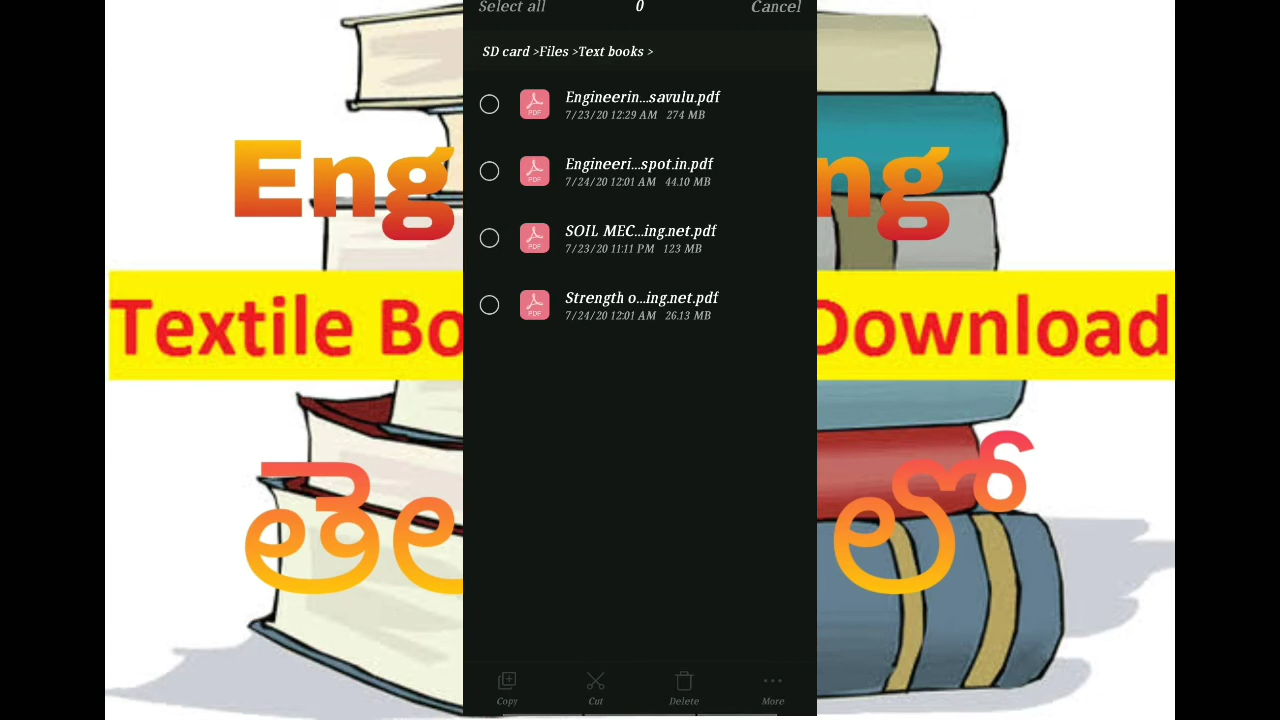 Select all 0 Cancel
SD card >Files >Text books >
Engineerin...savulu.pdf
7/23/20 12:29 AM 274 MB
Engineeri...spot.in.pdf
7/24/20 12:01 AM 44.10 MB
SOIL MEC...ing.net.pdf
7/23/20 11:11 PM 123 MB
Strength o...ing.net.pdf
7/24/20 12:01 AM 26.13 MB
Copy Cut Delete More
Eng ng
Textile Bo Download
తెల లో